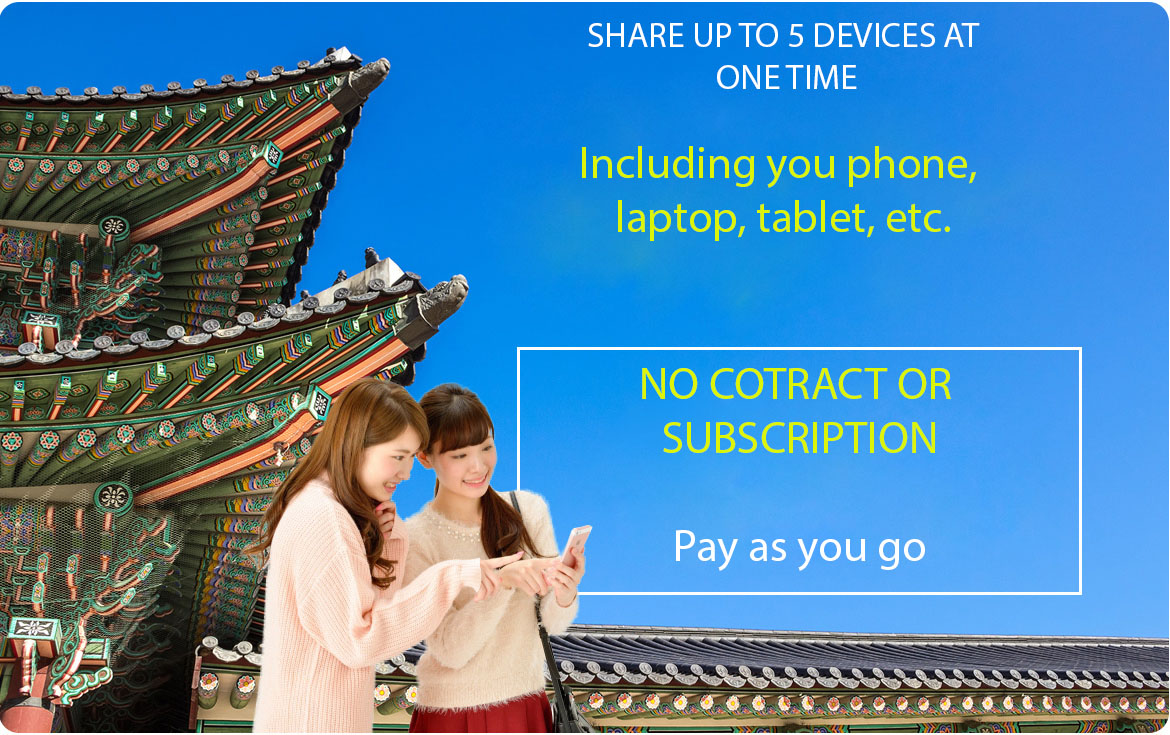 SHARE UP TO 5 DEVICES AT
ONE TIME
Including you phone,
laptop, tablet, etc.
NO COTRACT OR
SUBSCRIPTION
Pay as you go